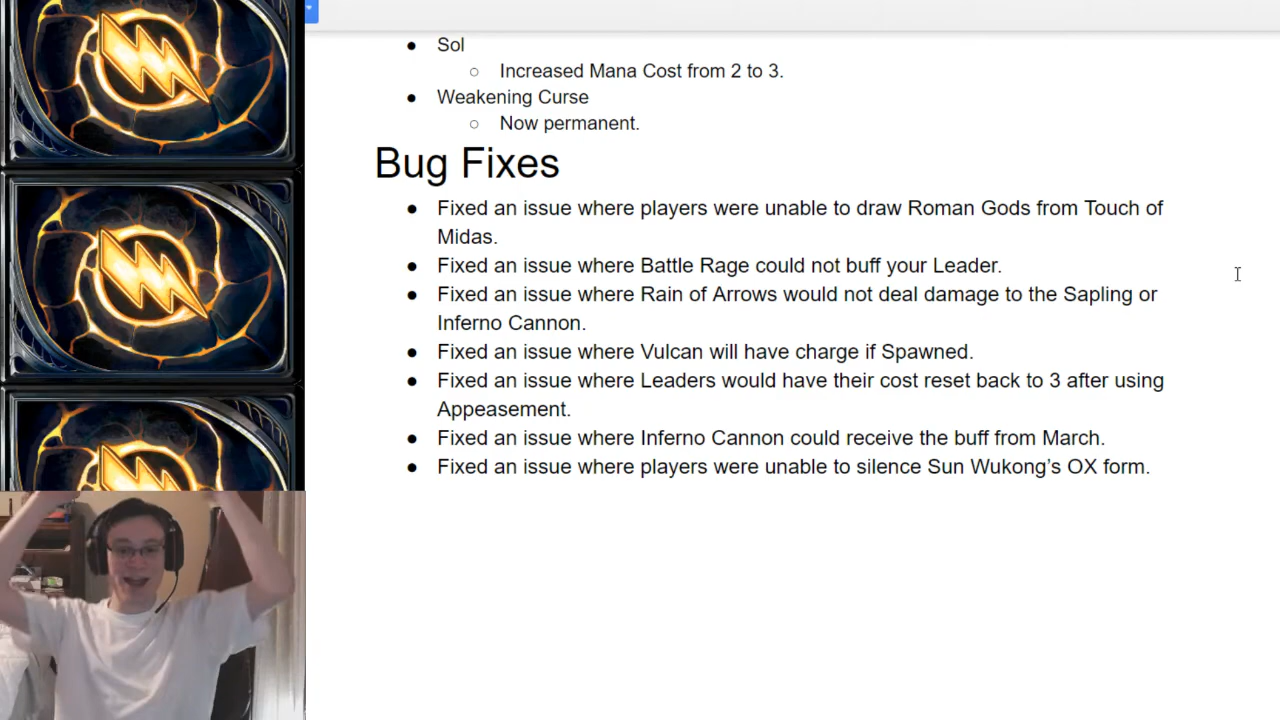 Sol
Increased Mana Cost from 2 to 3.
Weakening Curse
Now permanent.
Bug Fixes
Fixed an issue where players were unable to draw Roman Gods from Touch of
Midas.
Fixed an issue where Battle Rage could not buff your Leader.
Fixed an issue where Rain of Arrows would not deal damage to the Sapling or
Inferno Cannon.
Fixed an issue where Vulcan will have charge if Spawned.
Fixed an issue where Leaders would have their cost reset back to 3 after using
Appeasement.
Fixed an issue where Inferno Cannon could receive the buff from March.
Fixed an issue where players were unable to silence Sun Wukong’s OX form.